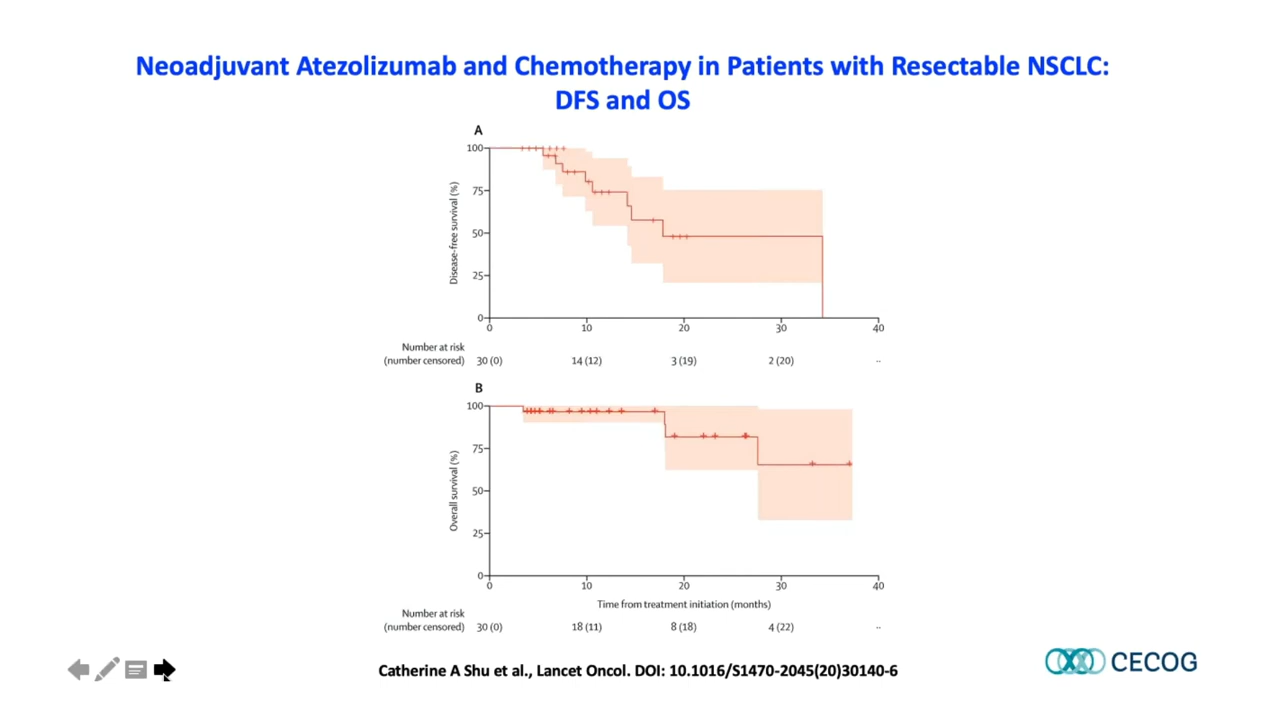 Neoadjuvant Atezolizumab and Chemotherapy in Patients with Resectable NSCLC:
DFS and OS
A
100
75
50
25
0
Disease-free survival (%)
0 10 20 30 40
Number at risk
(number censored) 30 (0) 14 (12) 3 (19) 2 (20) ··
B
100
75
50
25
0
Overall survival (%)
0 10 20 30 40
Time from treatment initiation (months)
Number at risk
(number censored) 30 (0) 18 (11) 8 (18) 4 (22) ··
Catherine A Shu et al., Lancet Oncol. DOI: 10.1016/S1470-2045(20)30140-6
CECOG